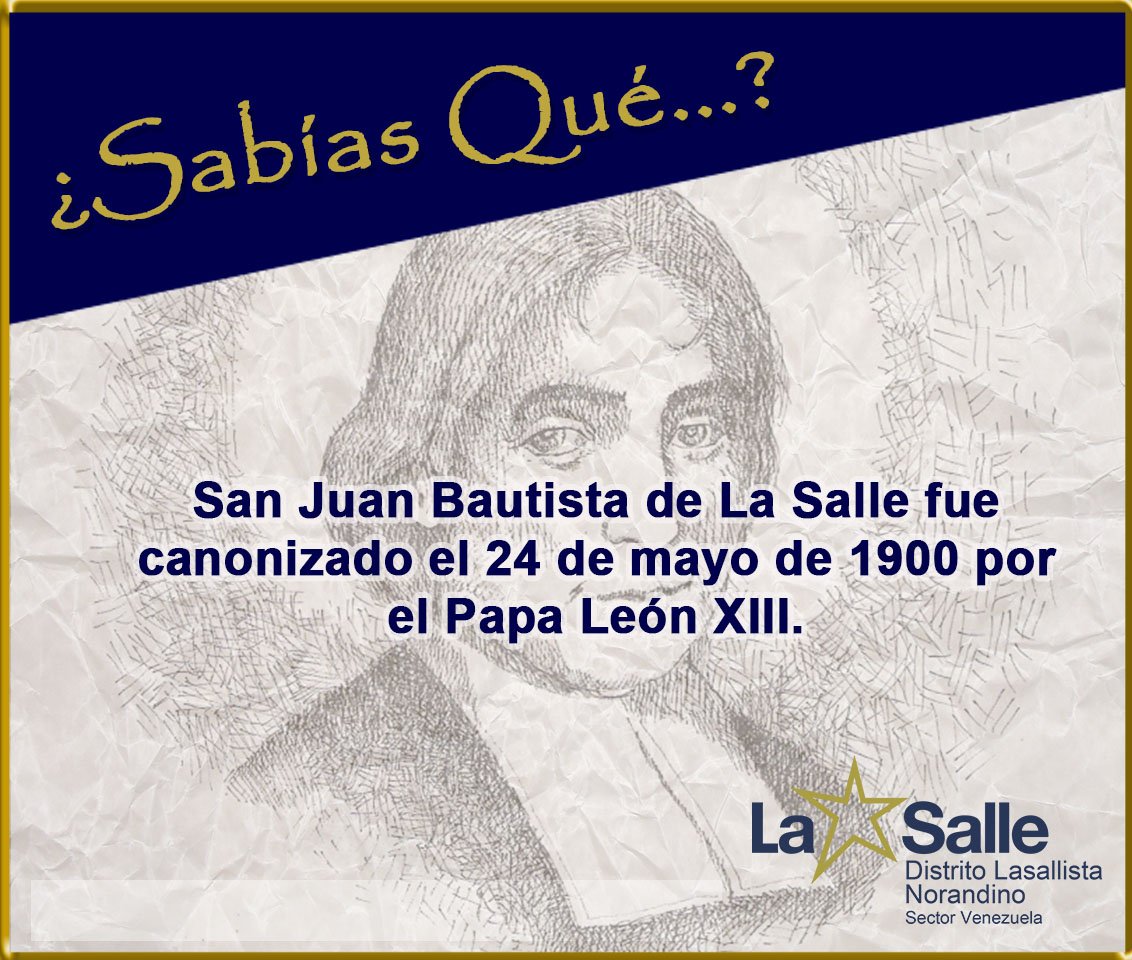 ¿Sabías Qué...?
San Juan Bautista de La Salle fue
canonizado el 24 de mayo de 1900 por
el Papa León XIII.
La Salle
Distrito Lasallista
Norandino
Sector Venezuela